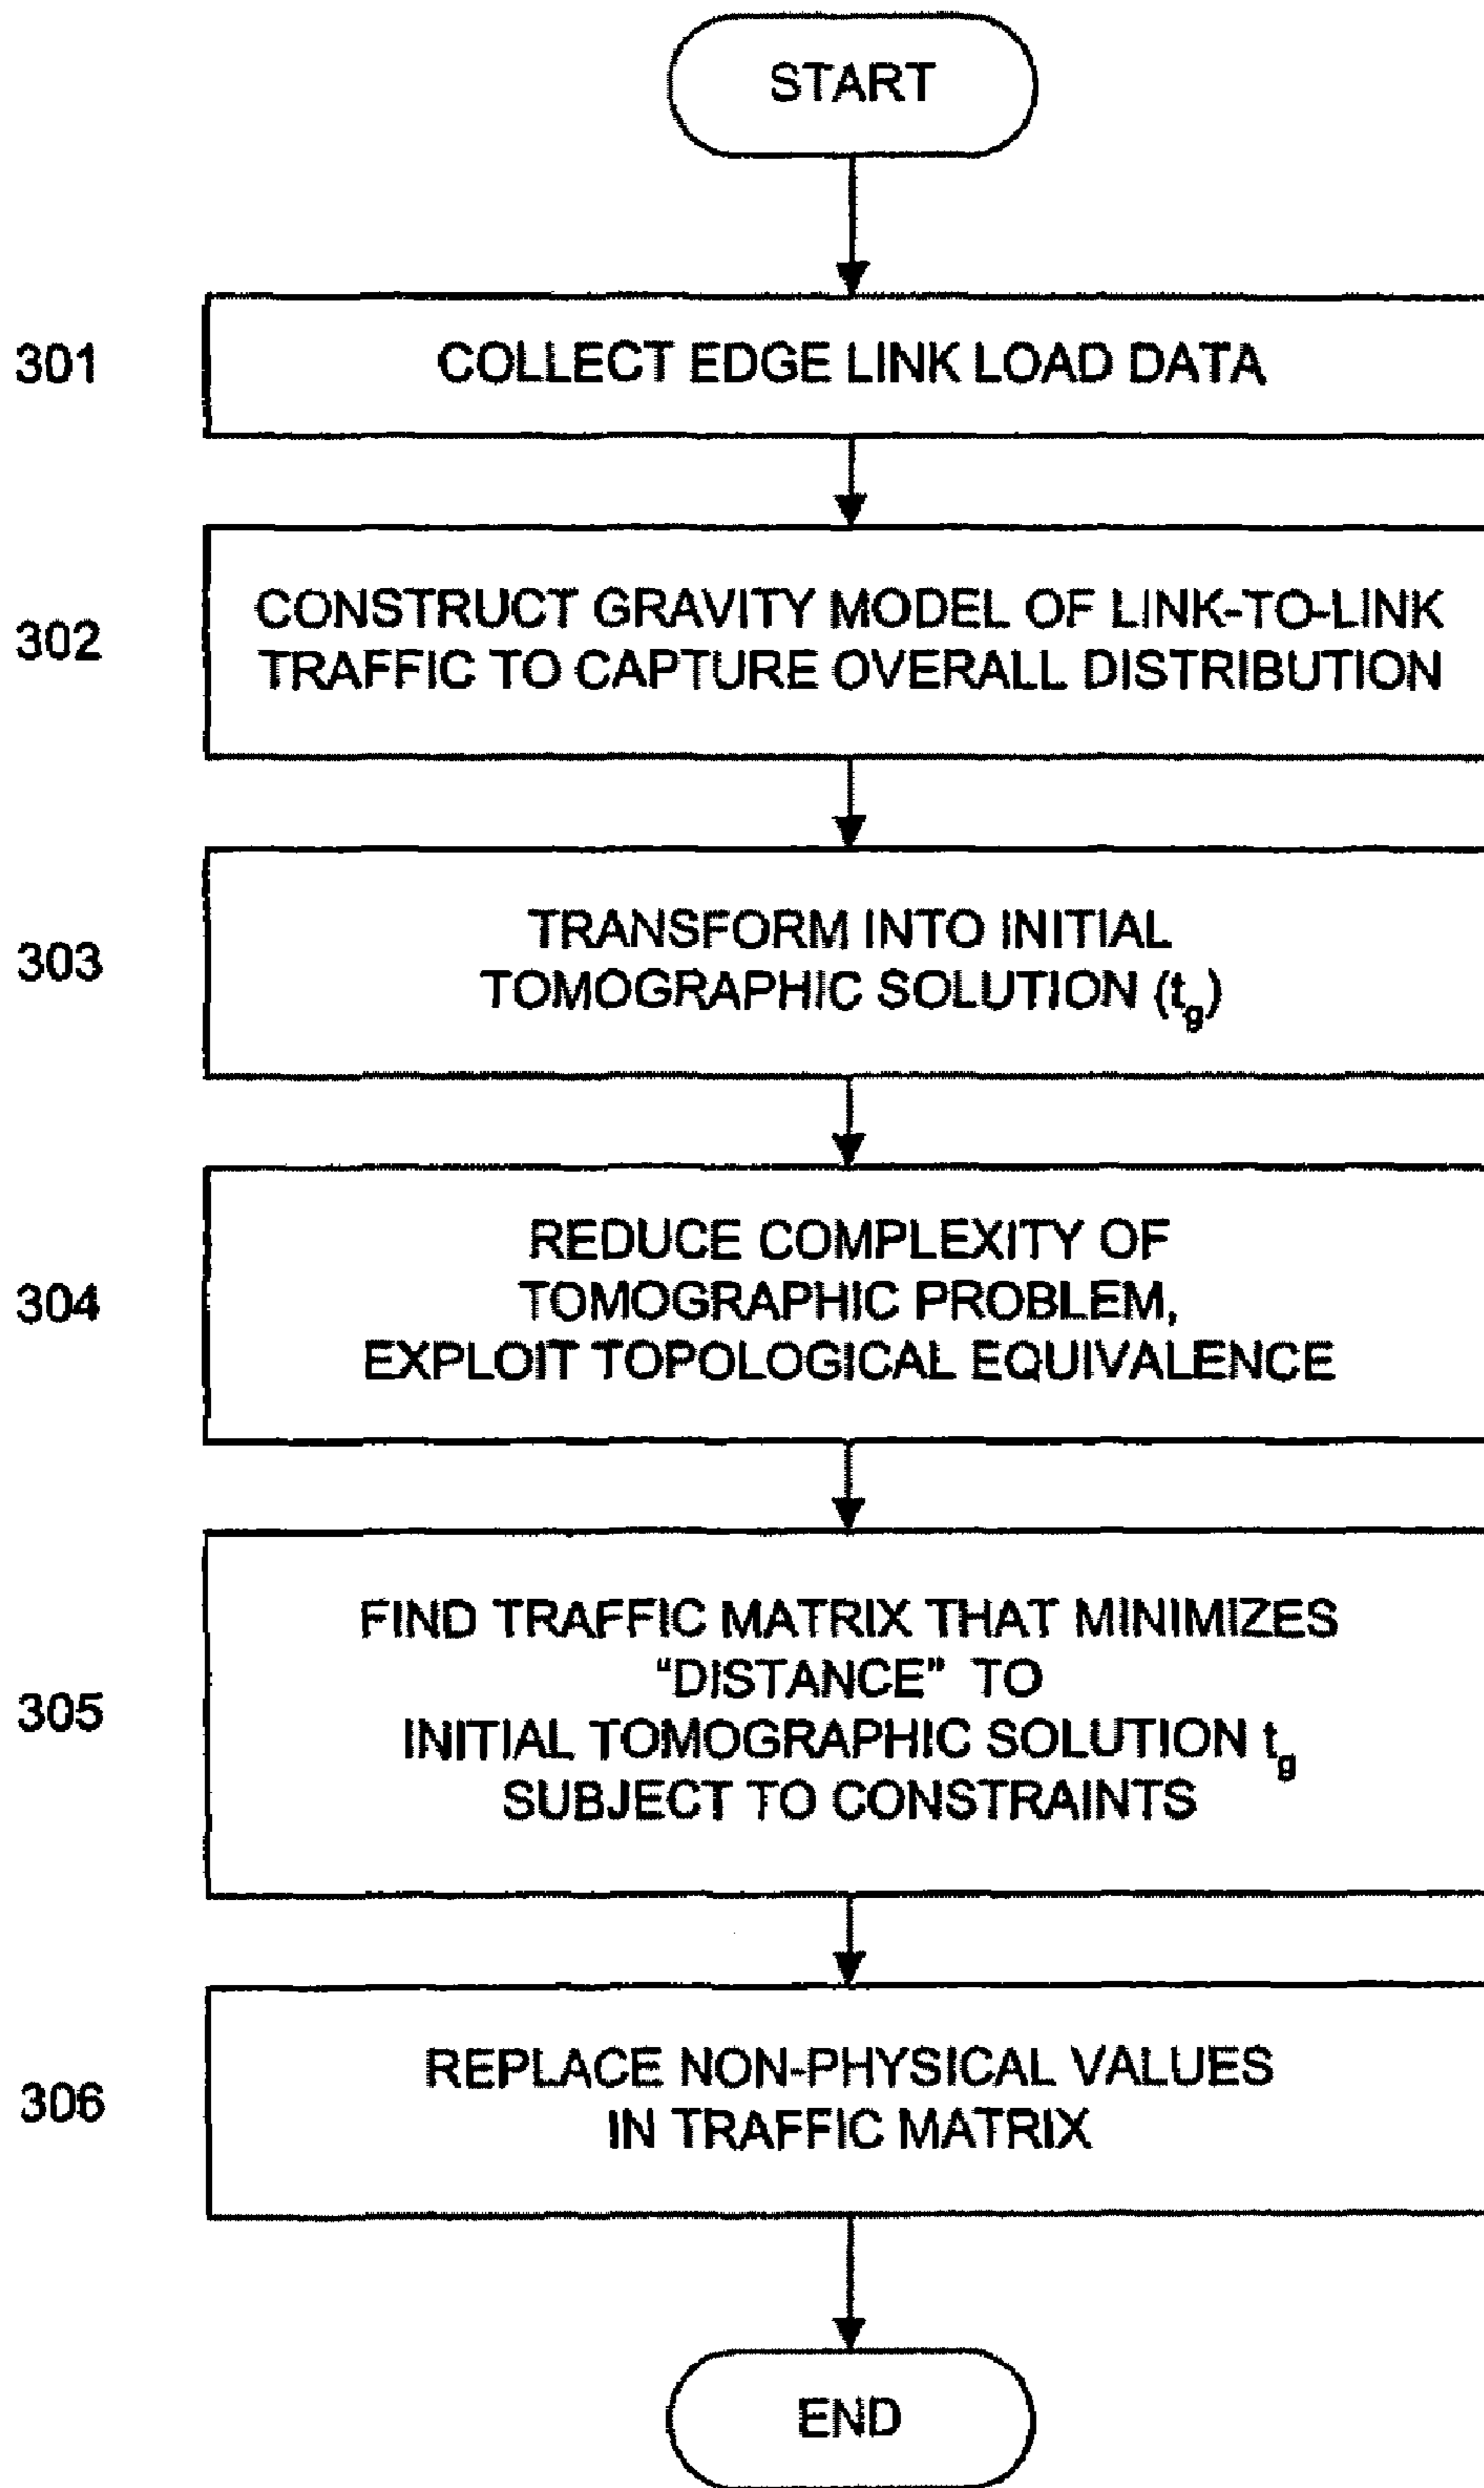 START
301
COLLECT EDGE LINK LOAD DATA
302
CONSTRUCT GRAVITY MODEL OF LINK-TO-LINK
TRAFFIC TO CAPTURE OVERALL DISTRIBUTION
303
TRANSFORM INTO INITIAL
TOMOGRAPHIC SOLUTION (tg)
304
REDUCE COMPLEXITY OF
TOMOGRAPHIC PROBLEM,
EXPLOIT TOPOLOGICAL EQUIVALENCE
305
FIND TRAFFIC MATRIX THAT MINIMIZES
“DISTANCE” TO
INITIAL TOMOGRAPHIC SOLUTION tg
SUBJECT TO CONSTRAINTS
306
REPLACE NON-PHYSICAL VALUES
IN TRAFFIC MATRIX
END